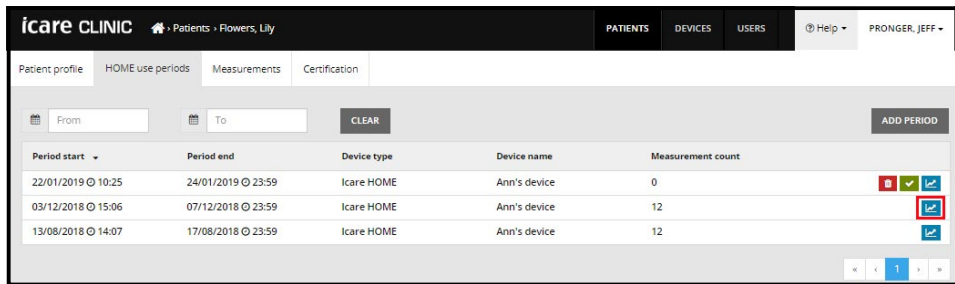 icare CLINIC › Patients › Flowers, Lily PATIENTS DEVICES USERS Help PRONGER, JEFF
Patient profile HOME use periods Measurements Certification
From To CLEAR ADD PERIOD
Period start Period end Device type Device name Measurement count
22/01/2019 10:25 24/01/2019 23:59 Icare HOME Ann's device 0
03/12/2018 15:06 07/12/2018 23:59 Icare HOME Ann's device 12
13/08/2018 14:07 17/08/2018 23:59 Icare HOME Ann's device 12
« ‹ 1 › »